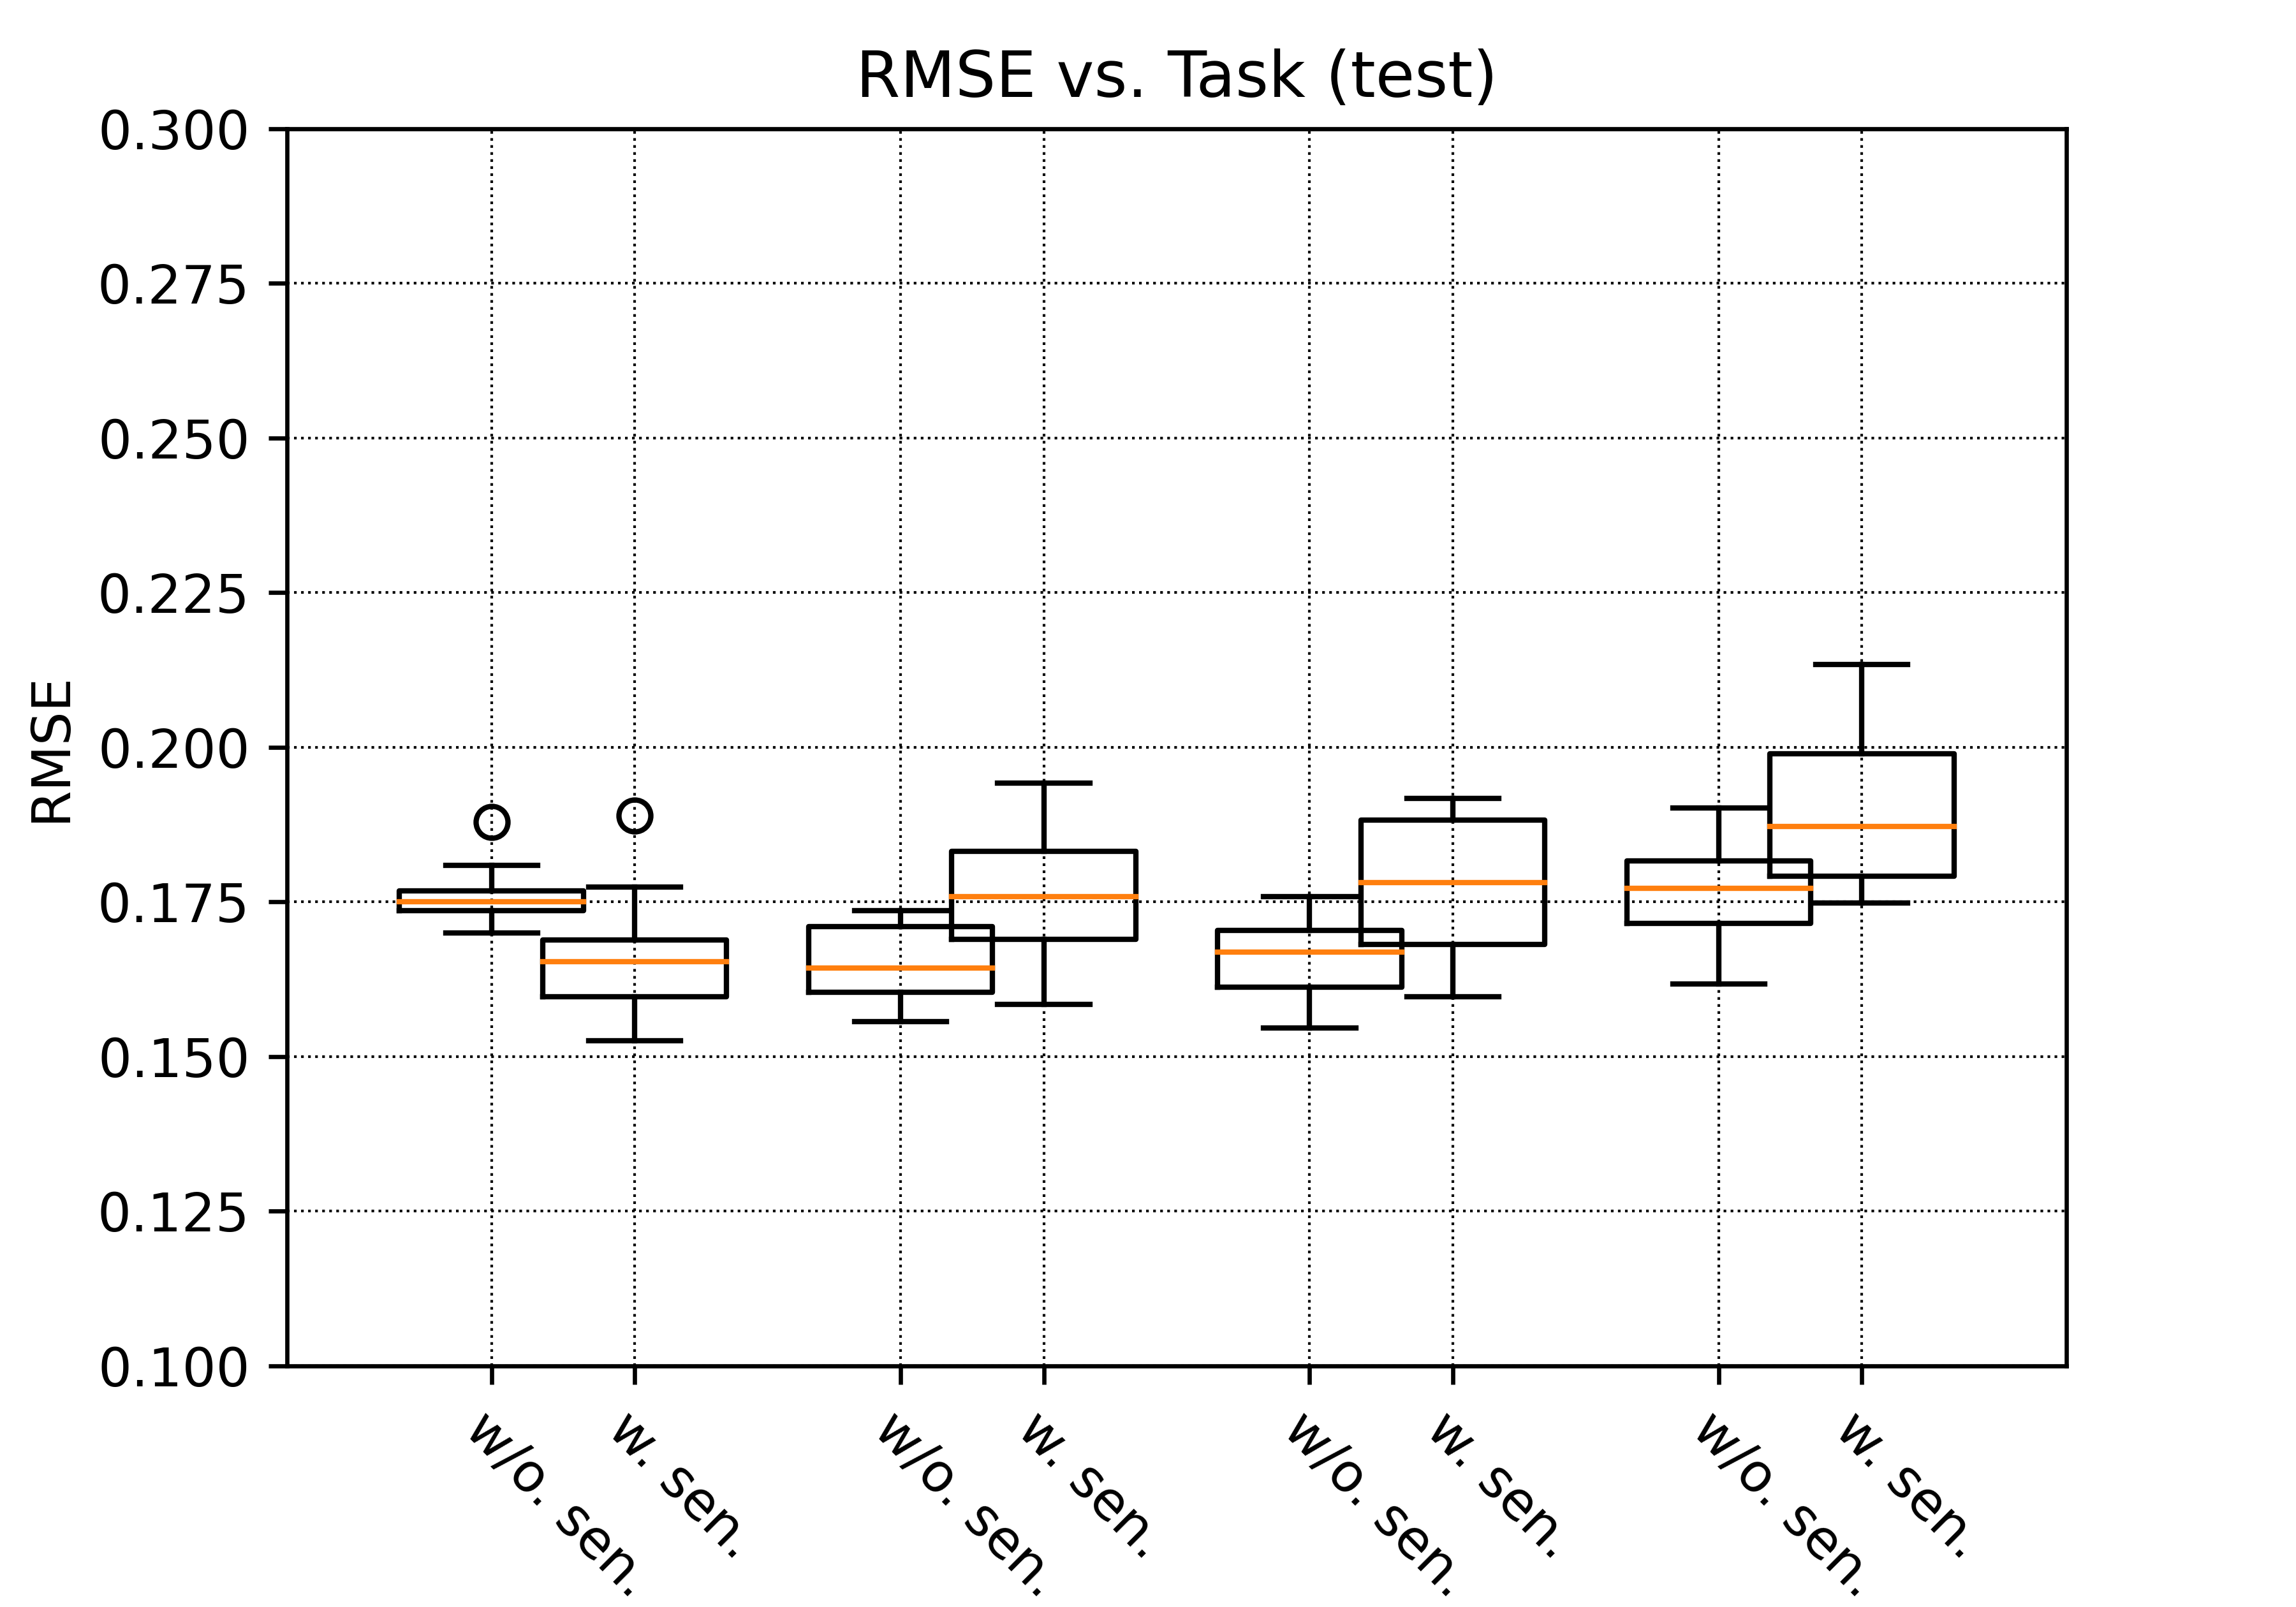 RMSE vs. Task (test)
0.300
0.275
0.250
0.225
0.200
0.175
0.150
0.125
0.100
RMSE
w/o. sen.
w. sen.
w/o. sen.
w. sen.
w/o. sen.
w. sen.
w/o. sen.
w. sen.